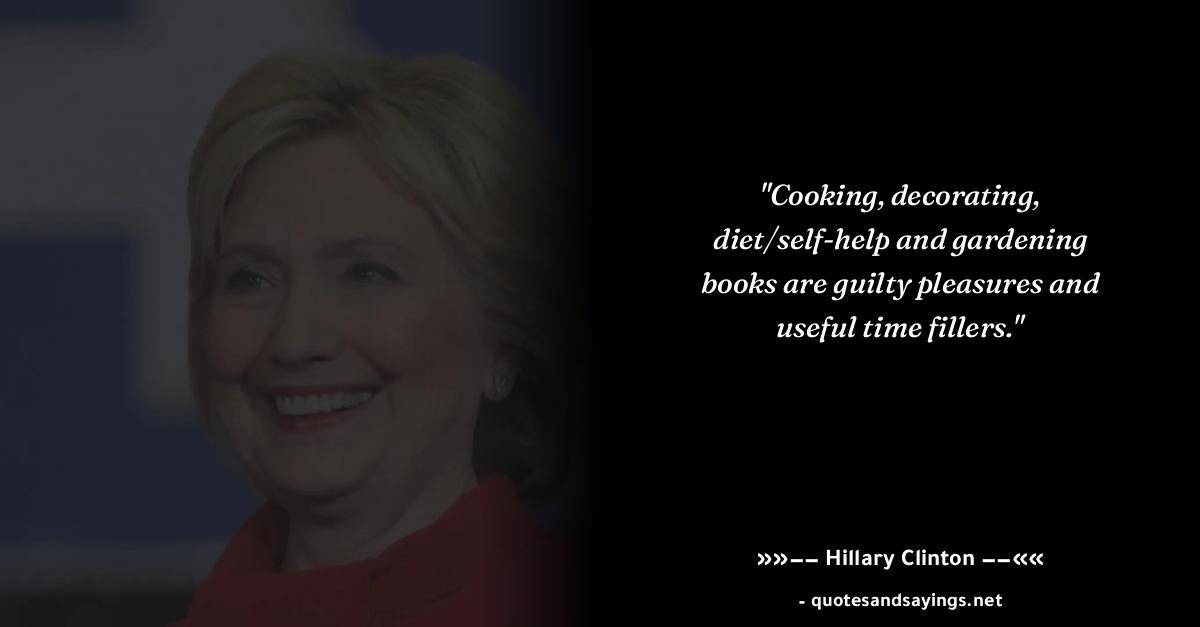 "Cooking, decorating,
diet/self-help and gardening
books are guilty pleasures and
useful time fillers."
»»–– Hillary Clinton ––««
- quotesandsayings.net